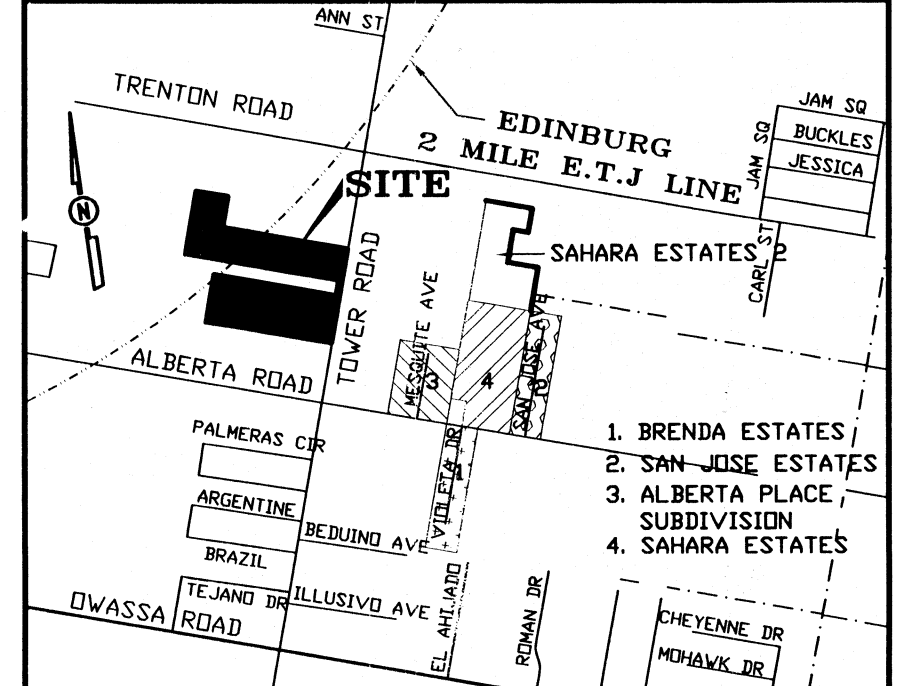 ANN ST
TRENTON ROAD
EDINBURG
2 MILE E.T.J LINE
JAM SQ
JAM SQ
BUCKLES
JESSICA
SITE
N
SAHARA ESTATES 2
CARL ST
TOWER ROAD
MESQUITE AVE
SAN JOSE AVE
3
4
2
ALBERTA ROAD
PALMERAS CIR
VIOLETA DR
1
1. BRENDA ESTATES
2. SAN JOSE ESTATES
3. ALBERTA PLACE
SUBDIVISION
4. SAHARA ESTATES
ARGENTINE
BEDUINO AVE
BRAZIL
TEJANO DR
ILLUSIVO AVE
OWASSA ROAD
EL AHIJADO
ROMAN DR
CHEYENNE DR
MOHAWK DR